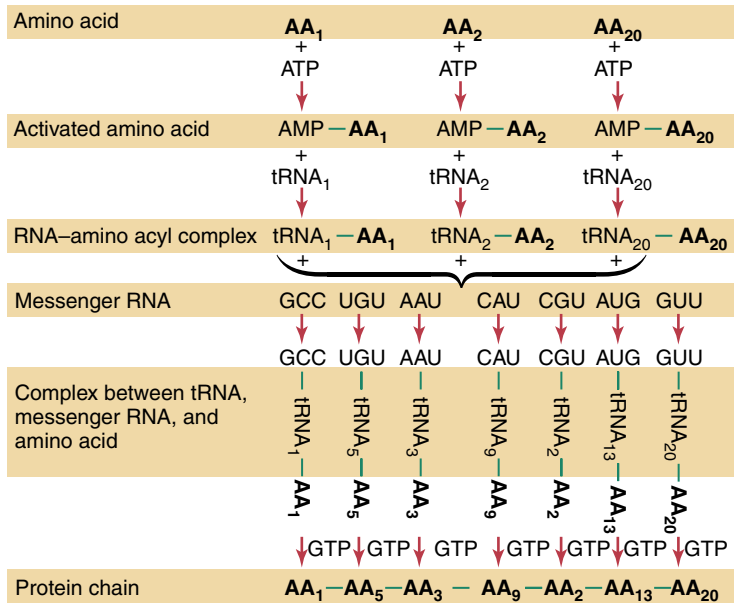 Amino acid AA₁ AA₂ AA₂₀
+ + +
ATP ATP ATP
Activated amino acid AMP – AA₁ AMP – AA₂ AMP – AA₂₀
+ + +
tRNA₁ tRNA₂ tRNA₂₀
RNA–amino acyl complex tRNA₁ – AA₁ tRNA₂ – AA₂ tRNA₂₀ – AA₂₀
+ + +
Messenger RNA GCC UGU AAU CAU CGU AUG GUU
GCC UGU AAU CAU CGU AUG GUU
Complex between tRNA,
messenger RNA, and
amino acid
tRNA₁ tRNA₅ tRNA₃ tRNA₉ tRNA₂ tRNA₁₃ tRNA₂₀
AA₁ AA₅ AA₃ AA₉ AA₂ AA₁₃ AA₂₀
GTP GTP GTP GTP GTP GTP GTP
Protein chain AA₁ – AA₅ – AA₃ – AA₉ – AA₂ – AA₁₃ – AA₂₀